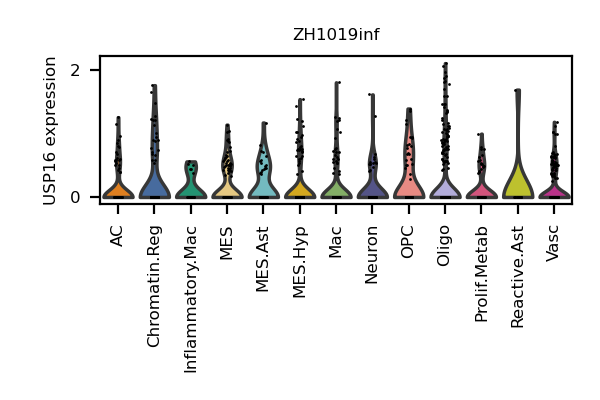 ZH1019inf
USP16 expression
2
0
AC
Chromatin.Reg
Inflammatory.Mac
MES
MES.Ast
MES.Hyp
Mac
Neuron
OPC
Oligo
Prolif.Metab
Reactive.Ast
Vasc